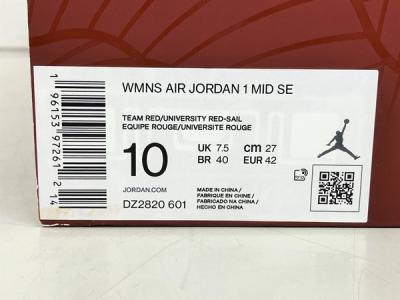 WMNS AIR JORDAN 1 MID SE
TEAM RED/UNIVERSITY RED-SAIL
EQUIPE ROUGE/UNIVERSITE ROUGE
10
UK 7.5 cm 27
BR 40 EUR 42
JORDAN.COM
DZ2820 601
MADE IN CHINA /
FABRIQUE EN CHINE /
FABRICADO NA CHINA /
HECHO EN CHINA
1 96153 97261 2 14